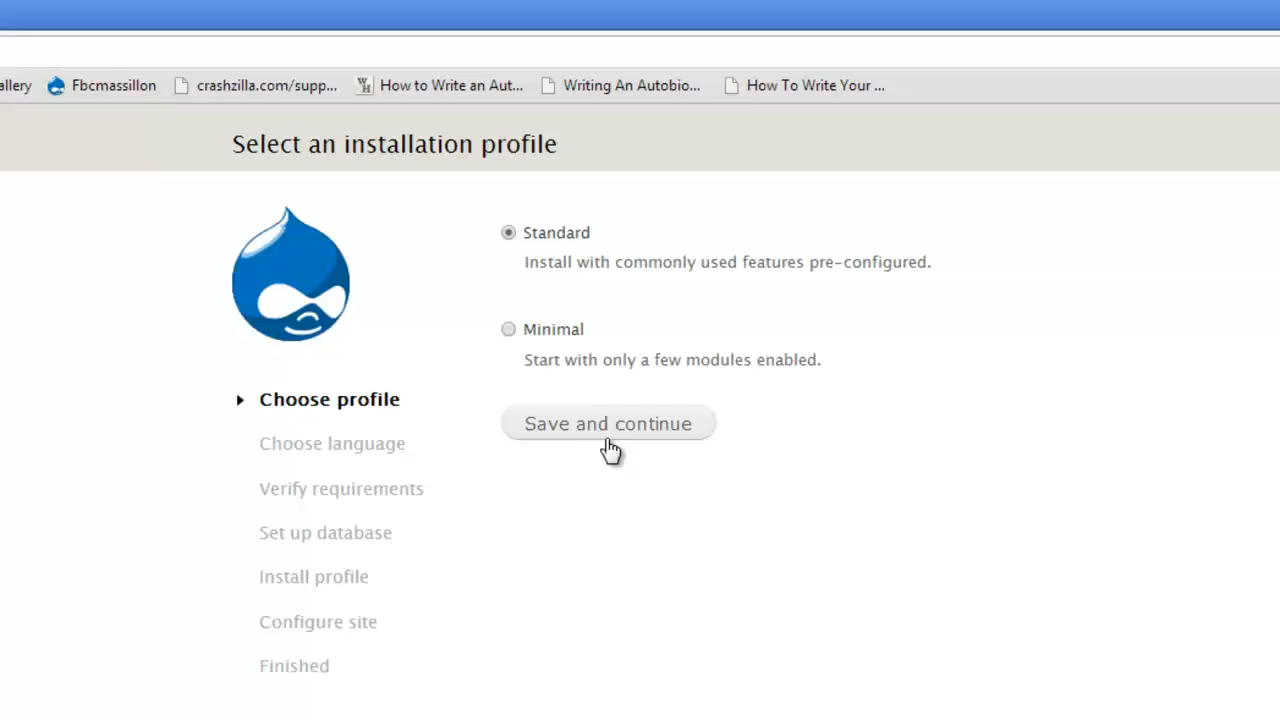 allery Fbcmassillon crashzilla.com/supp... How to Write an Aut... Writing An Autobio... How To Write Your ...
Select an installation profile
Standard
Install with commonly used features pre-configured.
Minimal
Start with only a few modules enabled.
Save and continue
Choose profile
Choose language
Verify requirements
Set up database
Install profile
Configure site
Finished